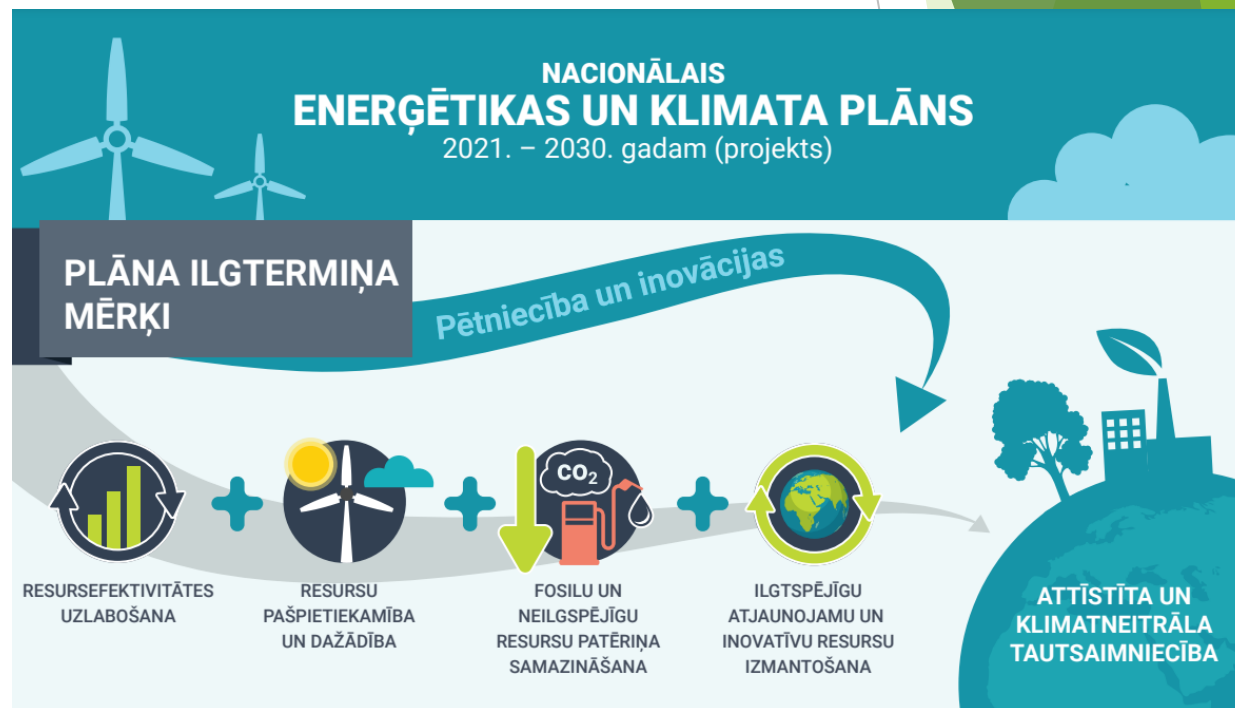 NACIONĀLAIS
ENERĢĒTIKAS UN KLIMATA PLĀNS
2021. – 2030. gadam (projekts)
PLĀNA ILGTERMIŅA
MĒRĶI
Pētniecība un inovācijas
CO₂
RESURSEFEKTIVITĀTES
UZLABOŠANA
RESURSU
PAŠPIETIEKAMĪBA
UN DAŽĀDĪBA
FOSILU UN
NEILGSPĒJĪGU
RESURSU PATĒRIŅA
SAMAZINĀŠANA
ILGTSPĒJĪGU
ATJAUNOJAMU UN
INOVATĪVU RESURSU
IZMANTOŠANA
ATTĪSTĪTA UN
KLIMATNEITRĀLA
TAUTSAIMNIECĪBA